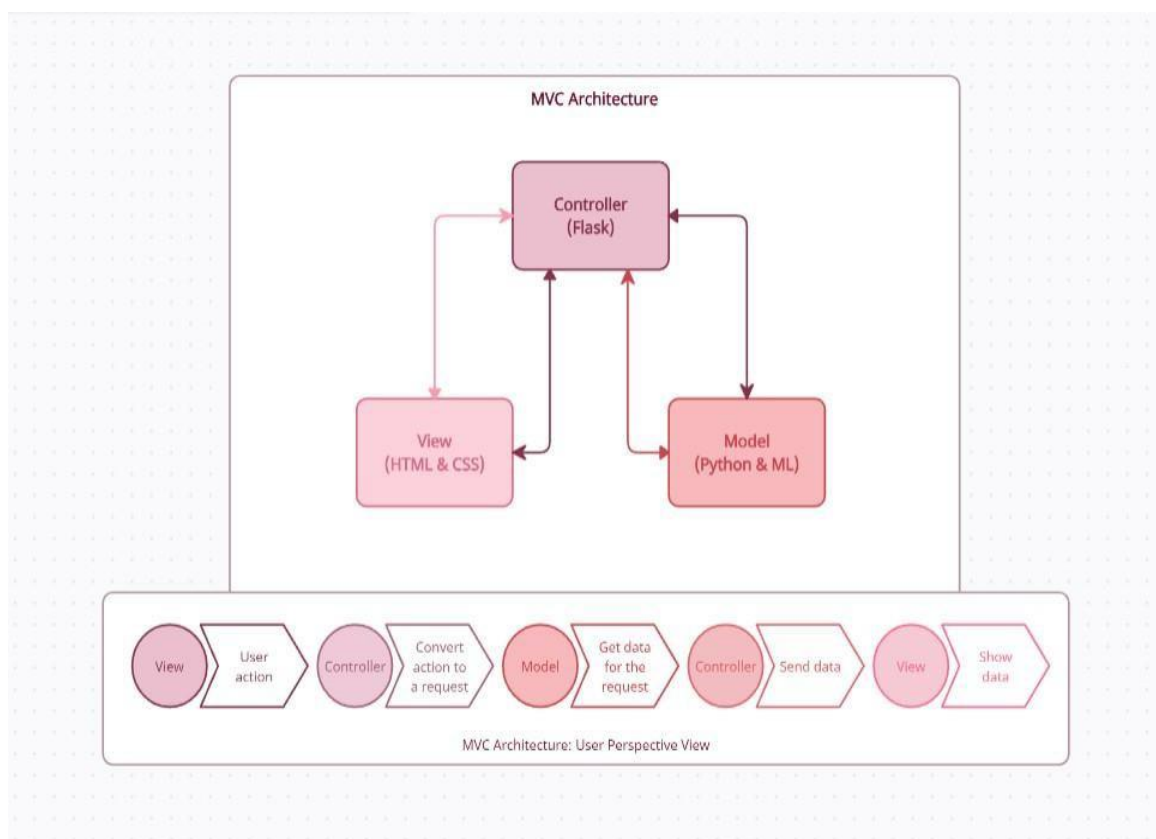 MVC Architecture
Controller
(Flask)
View
(HTML & CSS)
Model
(Python & ML)
View
User
action
Controller
Convert
action to
a request
Model
Get data
for the
request
Controller
Send data
View
Show
data
MVC Architecture: User Perspective View